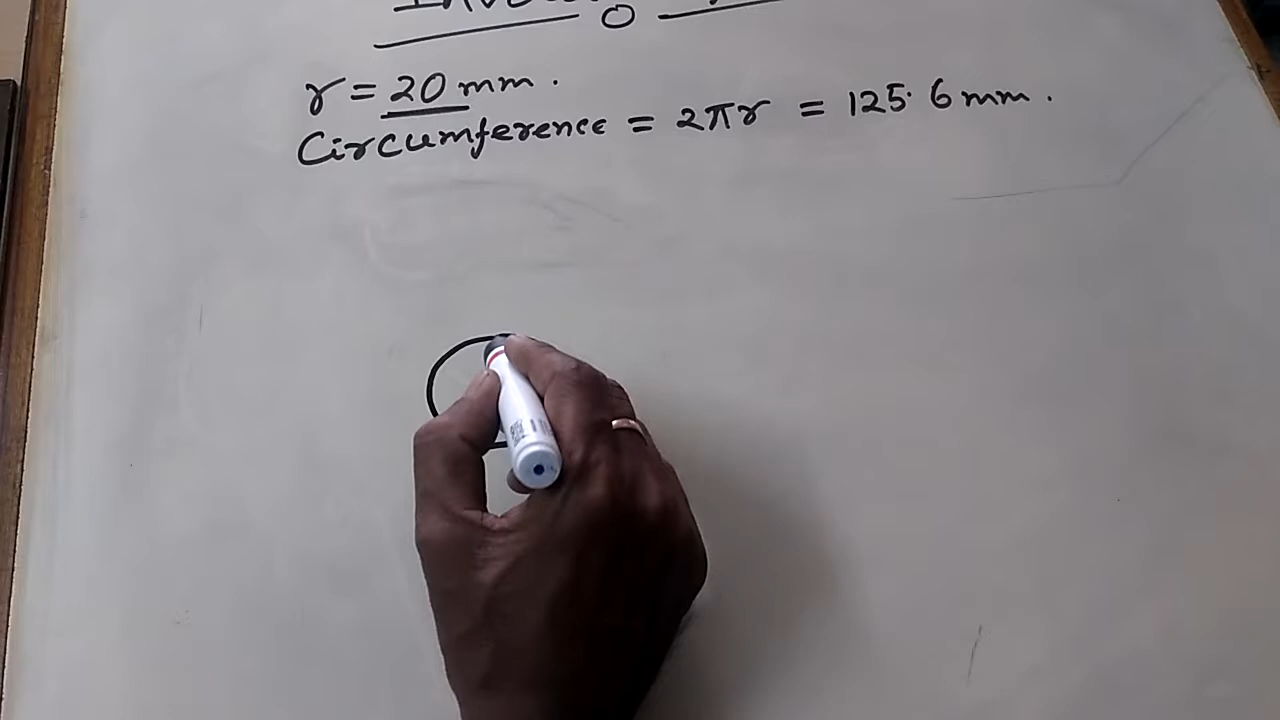 r = 20 mm.
Circumference = 2πr = 125.6 mm.